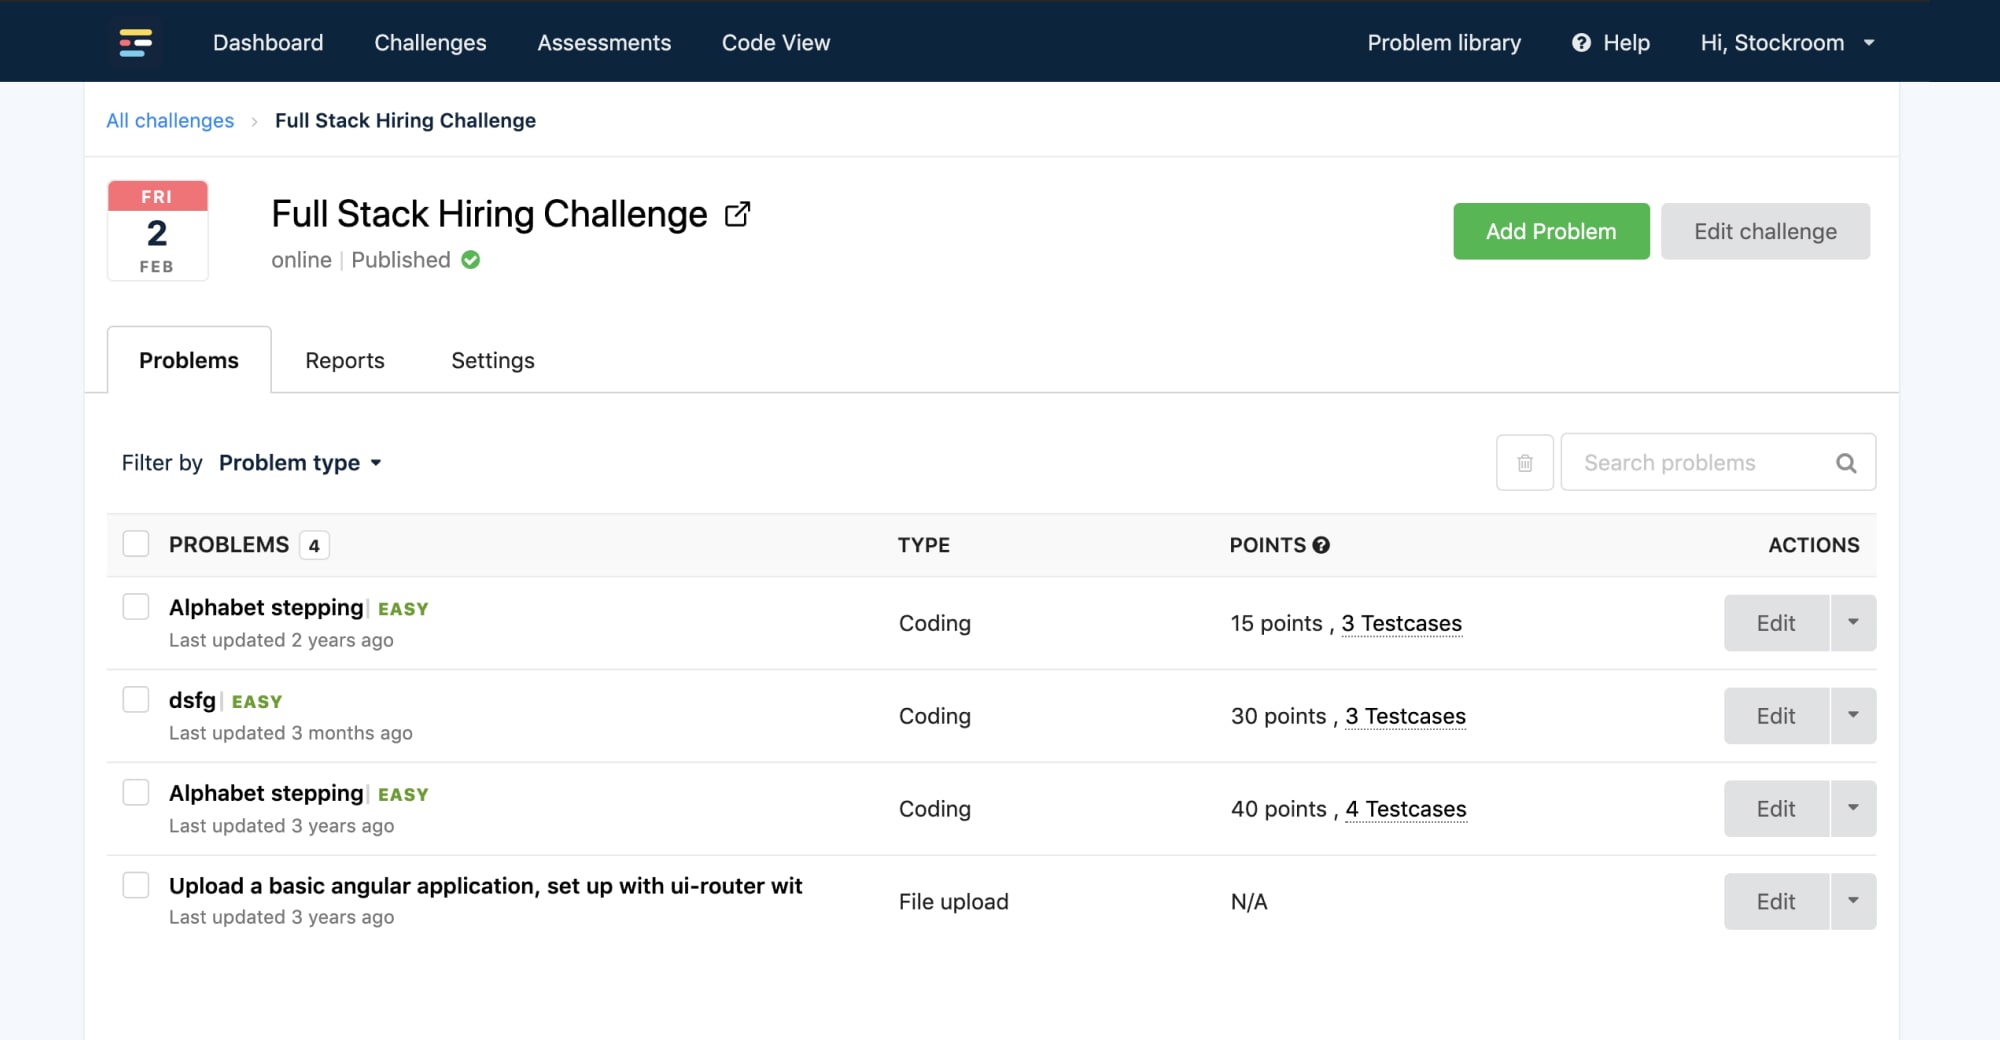 Dashboard Challenges Assessments Code View Problem library Help Hi, Stockroom
All challenges › Full Stack Hiring Challenge
FRI
2
FEB
Full Stack Hiring Challenge
online | Published
Add Problem Edit challenge
Problems Reports Settings
Filter by Problem type Search problems
PROBLEMS 4 TYPE POINTS ACTIONS
Alphabet stepping | EASY
Last updated 2 years ago
Coding 15 points , 3 Testcases Edit
dsfg | EASY
Last updated 3 months ago
Coding 30 points , 3 Testcases Edit
Alphabet stepping | EASY
Last updated 3 years ago
Coding 40 points , 4 Testcases Edit
Upload a basic angular application, set up with ui-router wit
Last updated 3 years ago
File upload N/A Edit